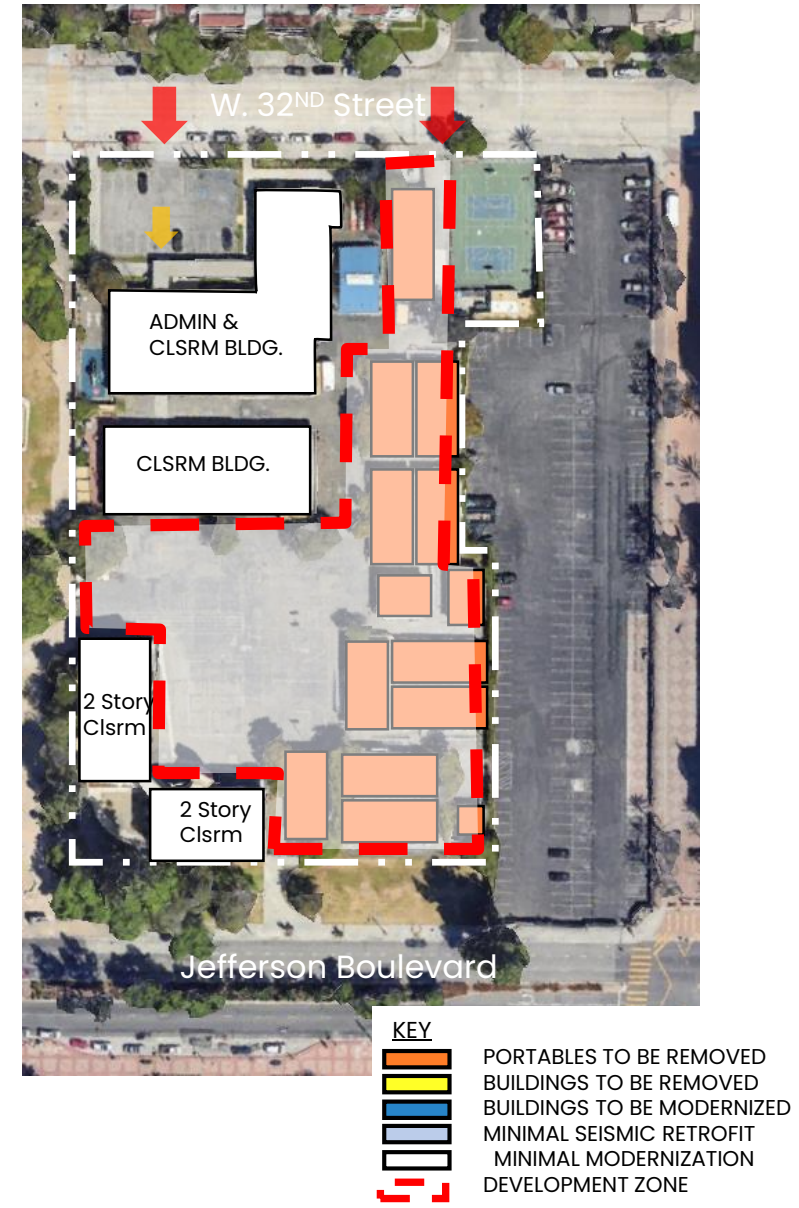 W. 32ND Street
ADMIN &
CLSRM BLDG.
CLSRM BLDG.
2 Story
Clsrm
2 Story
Clsrm
Jefferson Boulevard
KEY
PORTABLES TO BE REMOVED
BUILDINGS TO BE REMOVED
BUILDINGS TO BE MODERNIZED
MINIMAL SEISMIC RETROFIT
MINIMAL MODERNIZATION
DEVELOPMENT ZONE